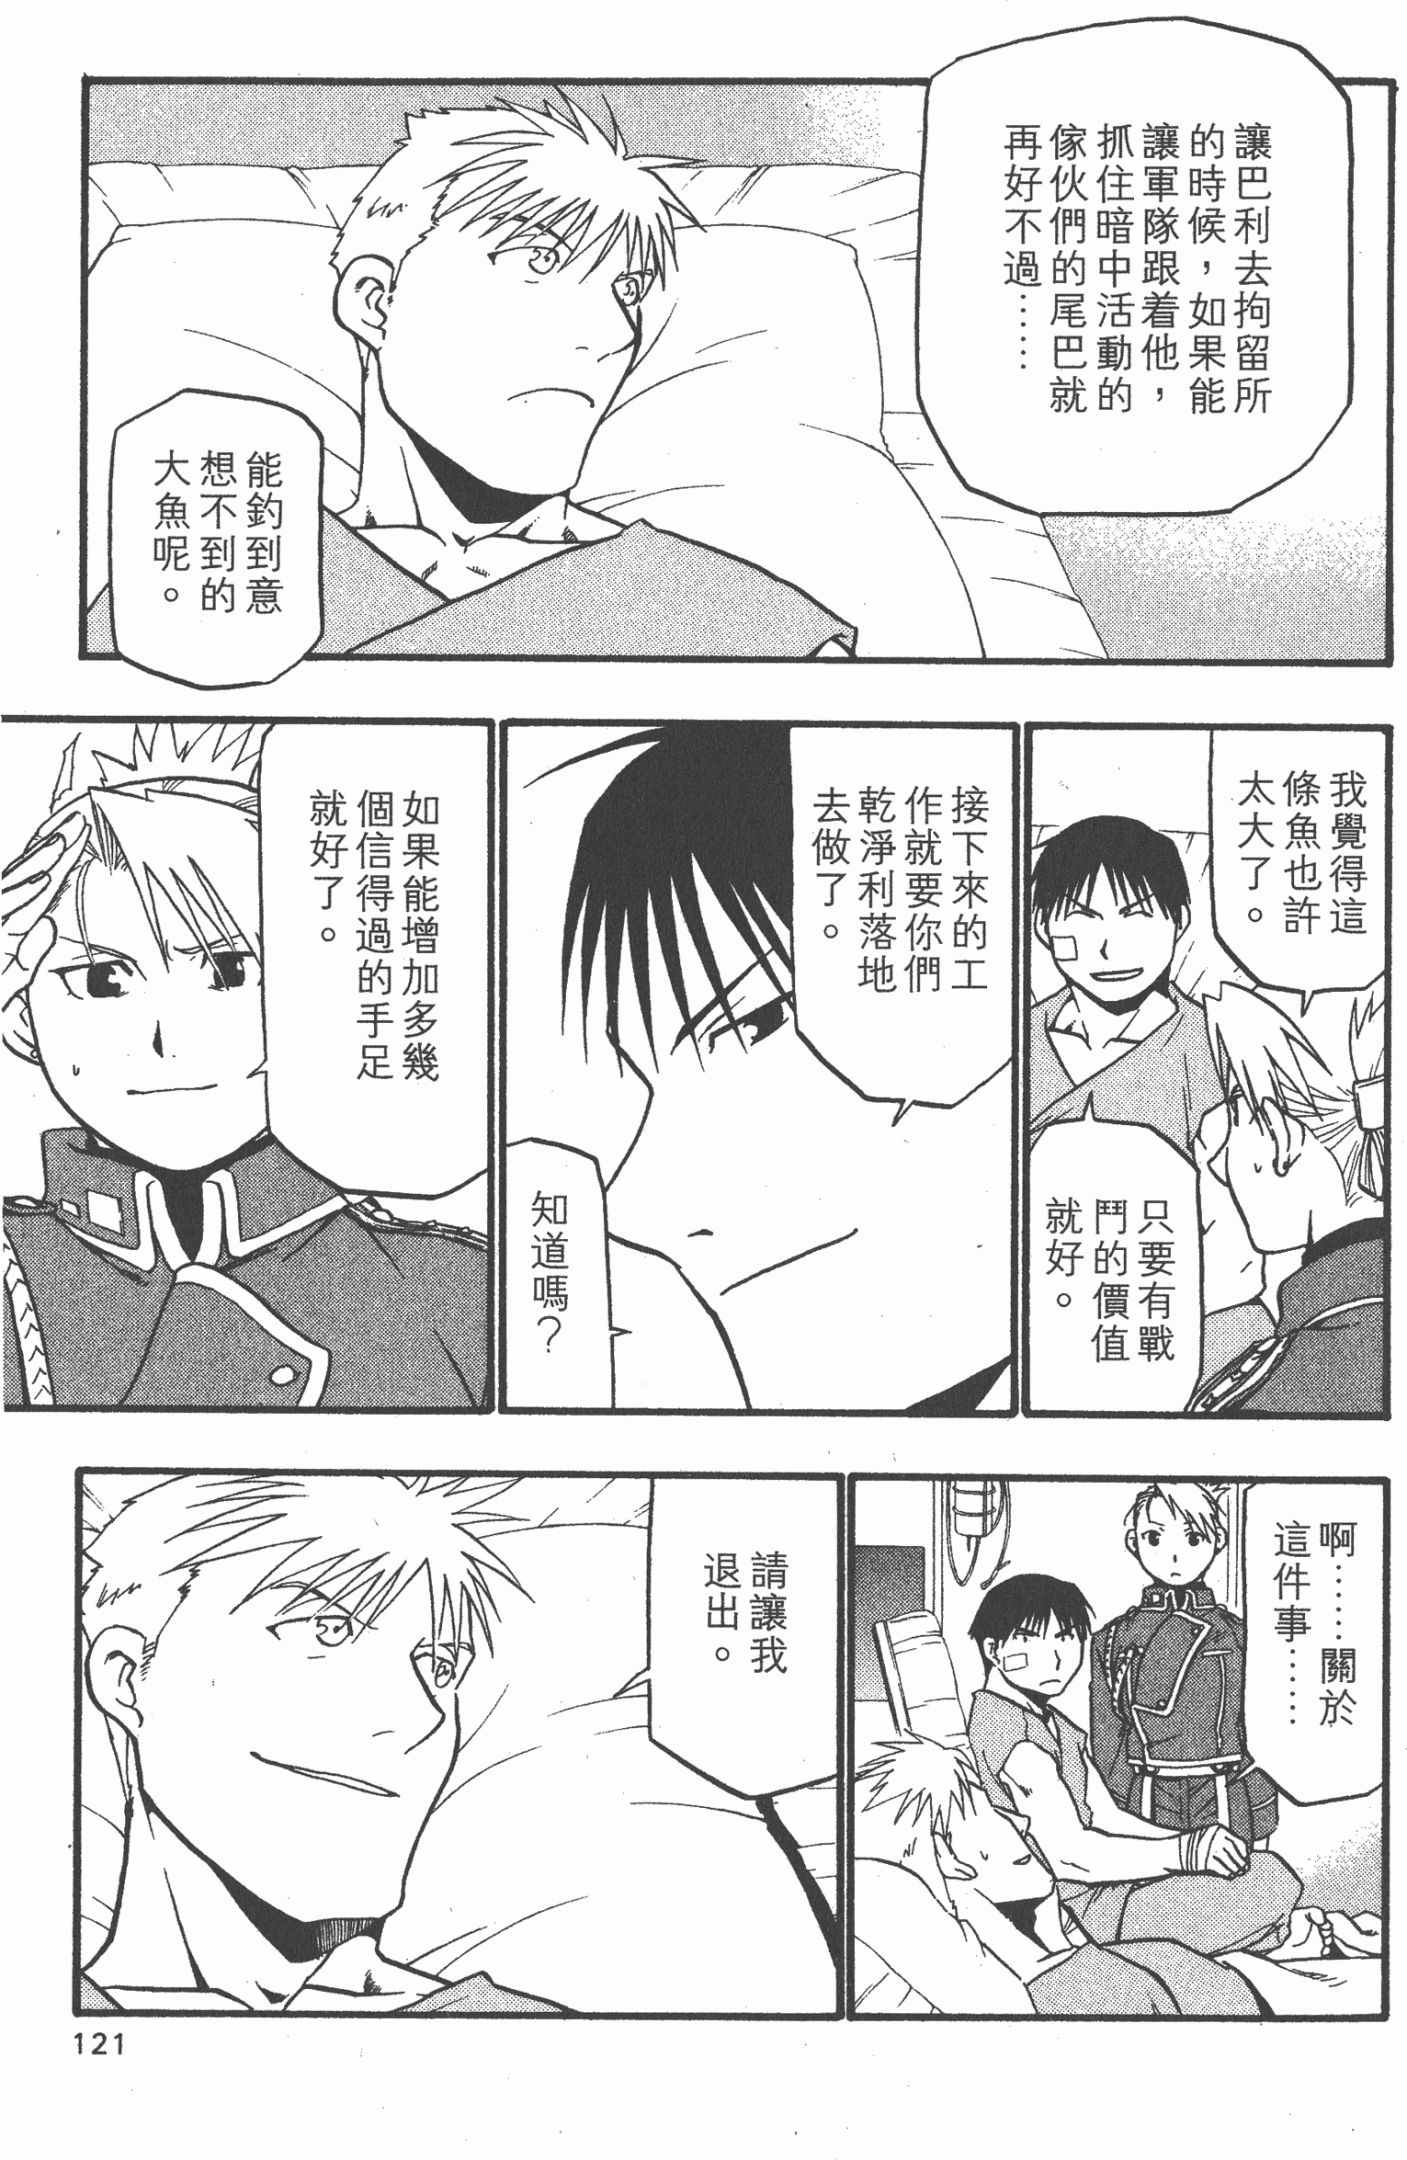 讓巴利去拘留所
的時候，如果能
讓軍隊跟着他，
抓住暗中活動的
傢伙們的尾巴就
再好不過……
能釣到意
想不到的
大魚呢。
我覺得這
條魚也許
太大了。
只要有戰
鬥的價值
就好。
接下來的工
作就要你們
乾淨利落地
去做了。
知道嗎？
如果能增加多幾
個信得過的手足
就好了。
啊……關於
這件事……
請讓我
退出。
121